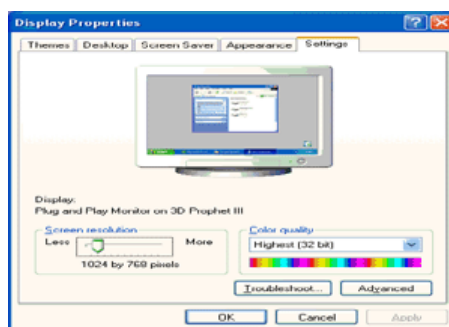 Display Properties
Themes Desktop Screen Saver Appearance Settings
Display:
Plug and Play Monitor on 3D Prophet III
Screen resolution
Less More
1024 by 768 pixels
Color quality
Highest (32 bit)
Troubleshoot... Advanced
OK Cancel Apply